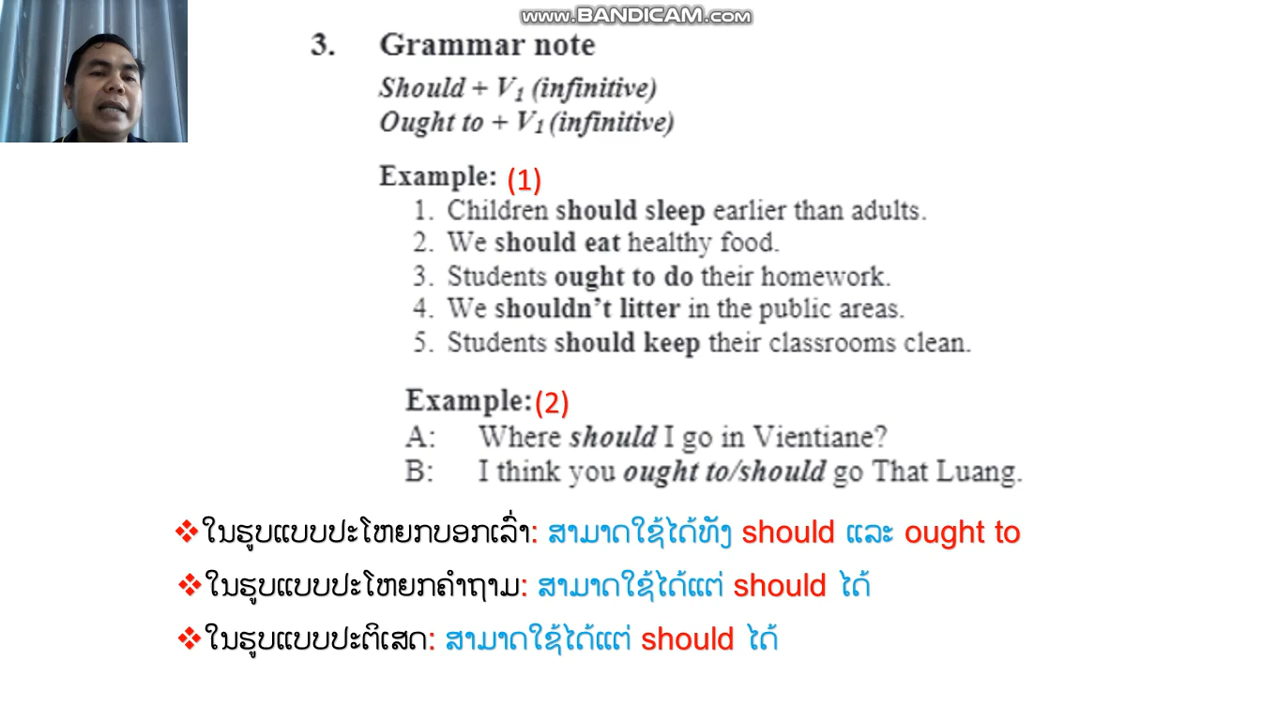 www.BANDICAM.com
3. Grammar note
Should + V1 (infinitive)
Ought to + V1 (infinitive)
Example: (1)
1. Children should sleep earlier than adults.
2. We should eat healthy food.
3. Students ought to do their homework.
4. We shouldn't litter in the public areas.
5. Students should keep their classrooms clean.
Example: (2)
A: Where should I go in Vientiane?
B: I think you ought to/should go That Luang.
❖ ໃນຮູບແບບປະໂຫຍກບອກເລົ່າ: ສາມາດໃຊ້ໄດ້ທັງ should ແລະ ought to
❖ ໃນຮູບແບບປະໂຫຍກຄຳຖາມ: ສາມາດໃຊ້ໄດ້ແຕ່ should ໄດ້
❖ ໃນຮູບແບບປະຕິເສດ: ສາມາດໃຊ້ໄດ້ແຕ່ should ໄດ້